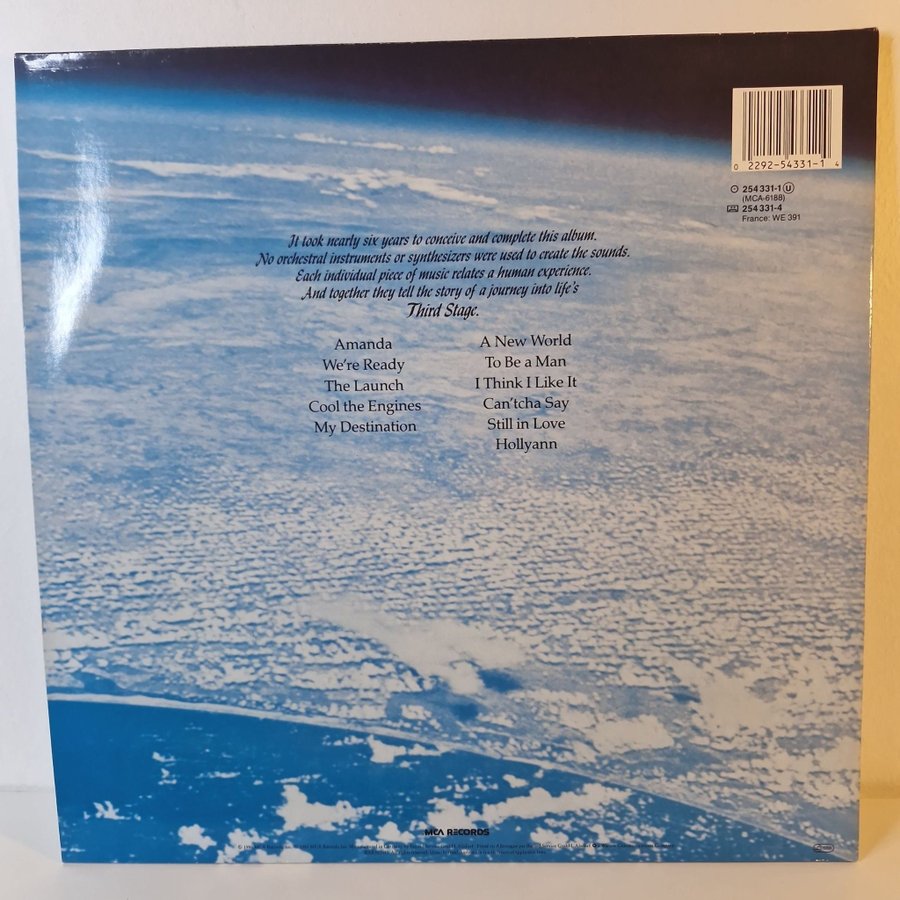 0 2292-54331-1 4
254 331-1 U
(MCA-6188)
254 331-4
France: WE 391
It took nearly six years to conceive and complete this album.
No orchestral instruments or synthesizers were used to create the sounds.
Each individual piece of music relates a human experience.
And together they tell the story of a journey into life's
Third Stage.
Amanda
We're Ready
The Launch
Cool the Engines
My Destination
A New World
To Be a Man
I Think I Like It
Can'tcha Say
Still in Love
Hollyann
MCA RECORDS